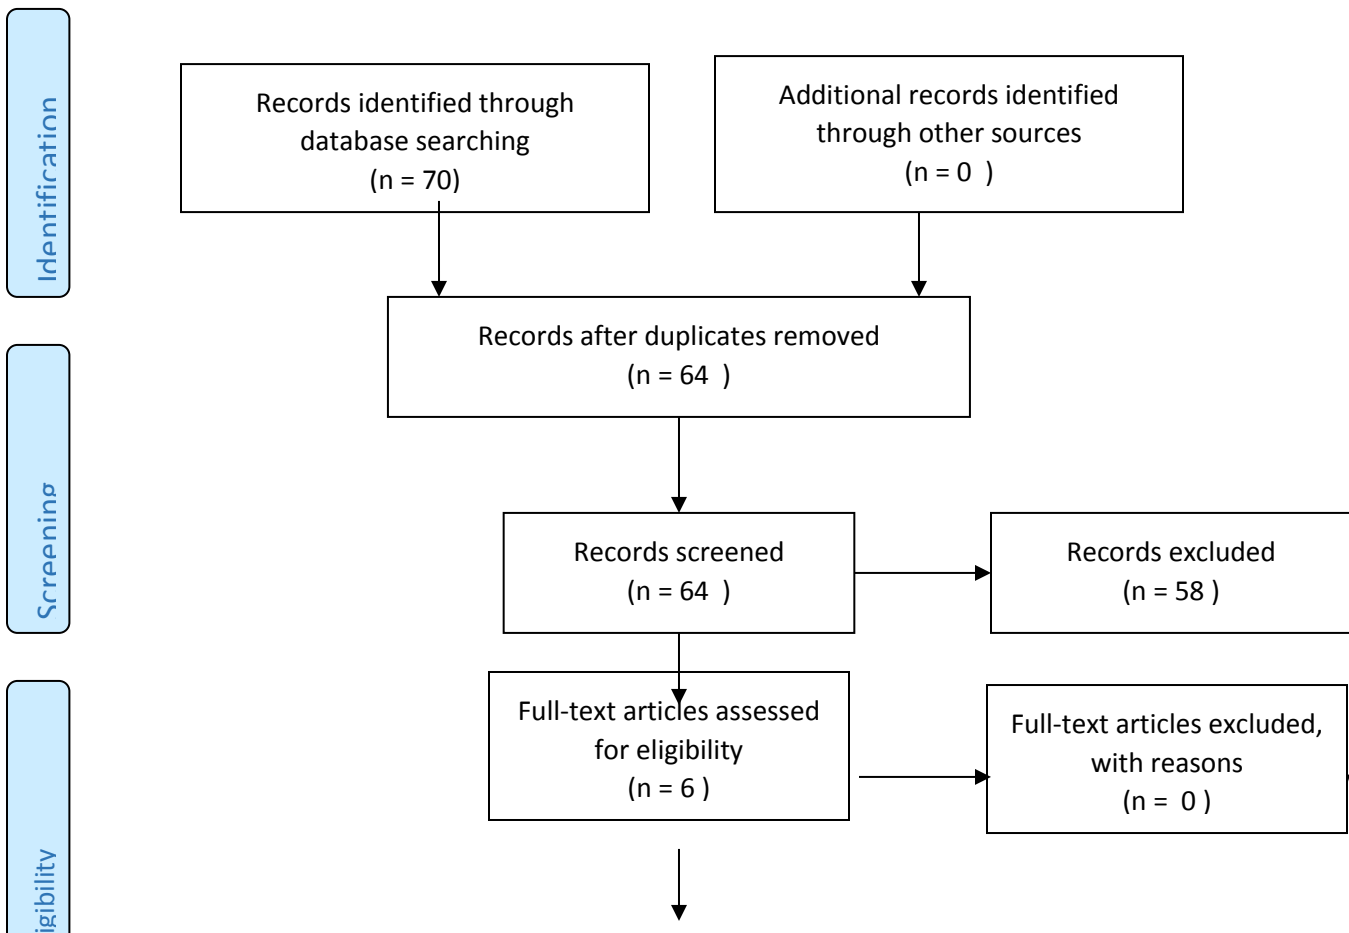 Identification
Records identified through
database searching
(n = 70)
Additional records identified
through other sources
(n = 0  )
Records after duplicates removed
(n = 64  )
Screening
Records screened
(n = 64  )
Records excluded
(n = 58 )
Full-text articles assessed
for eligibility
(n = 6 )
Full-text articles excluded,
with reasons
(n =  0 )
igibility